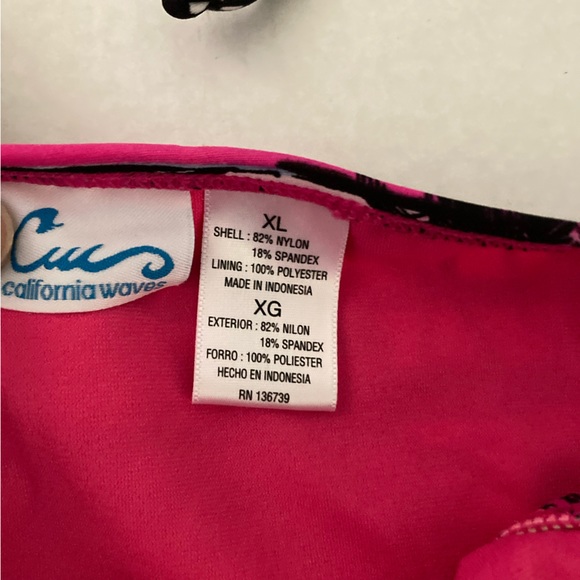 Cw
california waves
XL
SHELL : 82% NYLON
18% SPANDEX
LINING : 100% POLYESTER
MADE IN INDONESIA
XG
EXTERIOR : 82% NILON
18% SPANDEX
FORRO : 100% POLIESTER
HECHO EN INDONESIA
RN 136739